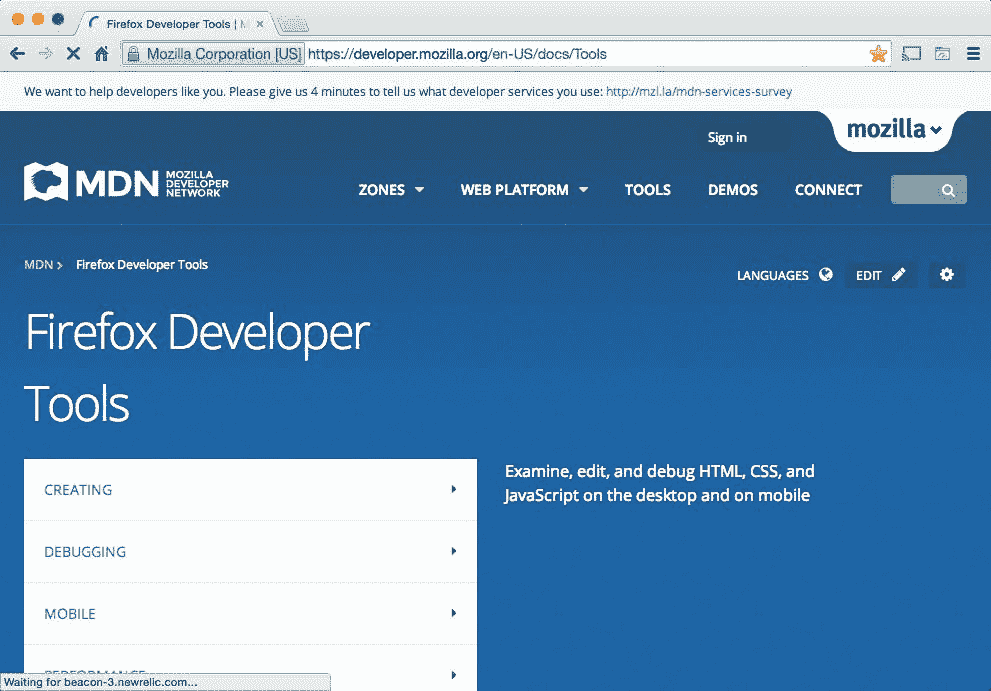 Firefox Developer Tools | M
Mozilla Corporation [US] https://developer.mozilla.org/en-US/docs/Tools
We want to help developers like you. Please give us 4 minutes to tell us what developer services you use: http://mzl.la/mdn-services-survey
Sign in
mozilla
MDN MOZILLA
DEVELOPER
NETWORK
ZONES WEB PLATFORM TOOLS DEMOS CONNECT
MDN Firefox Developer Tools
LANGUAGES EDIT
Firefox Developer
Tools
CREATING
Examine, edit, and debug HTML, CSS, and
JavaScript on the desktop and on mobile
DEBUGGING
MOBILE
PERFORMANCE
Waiting for beacon-3.newrelic.com...